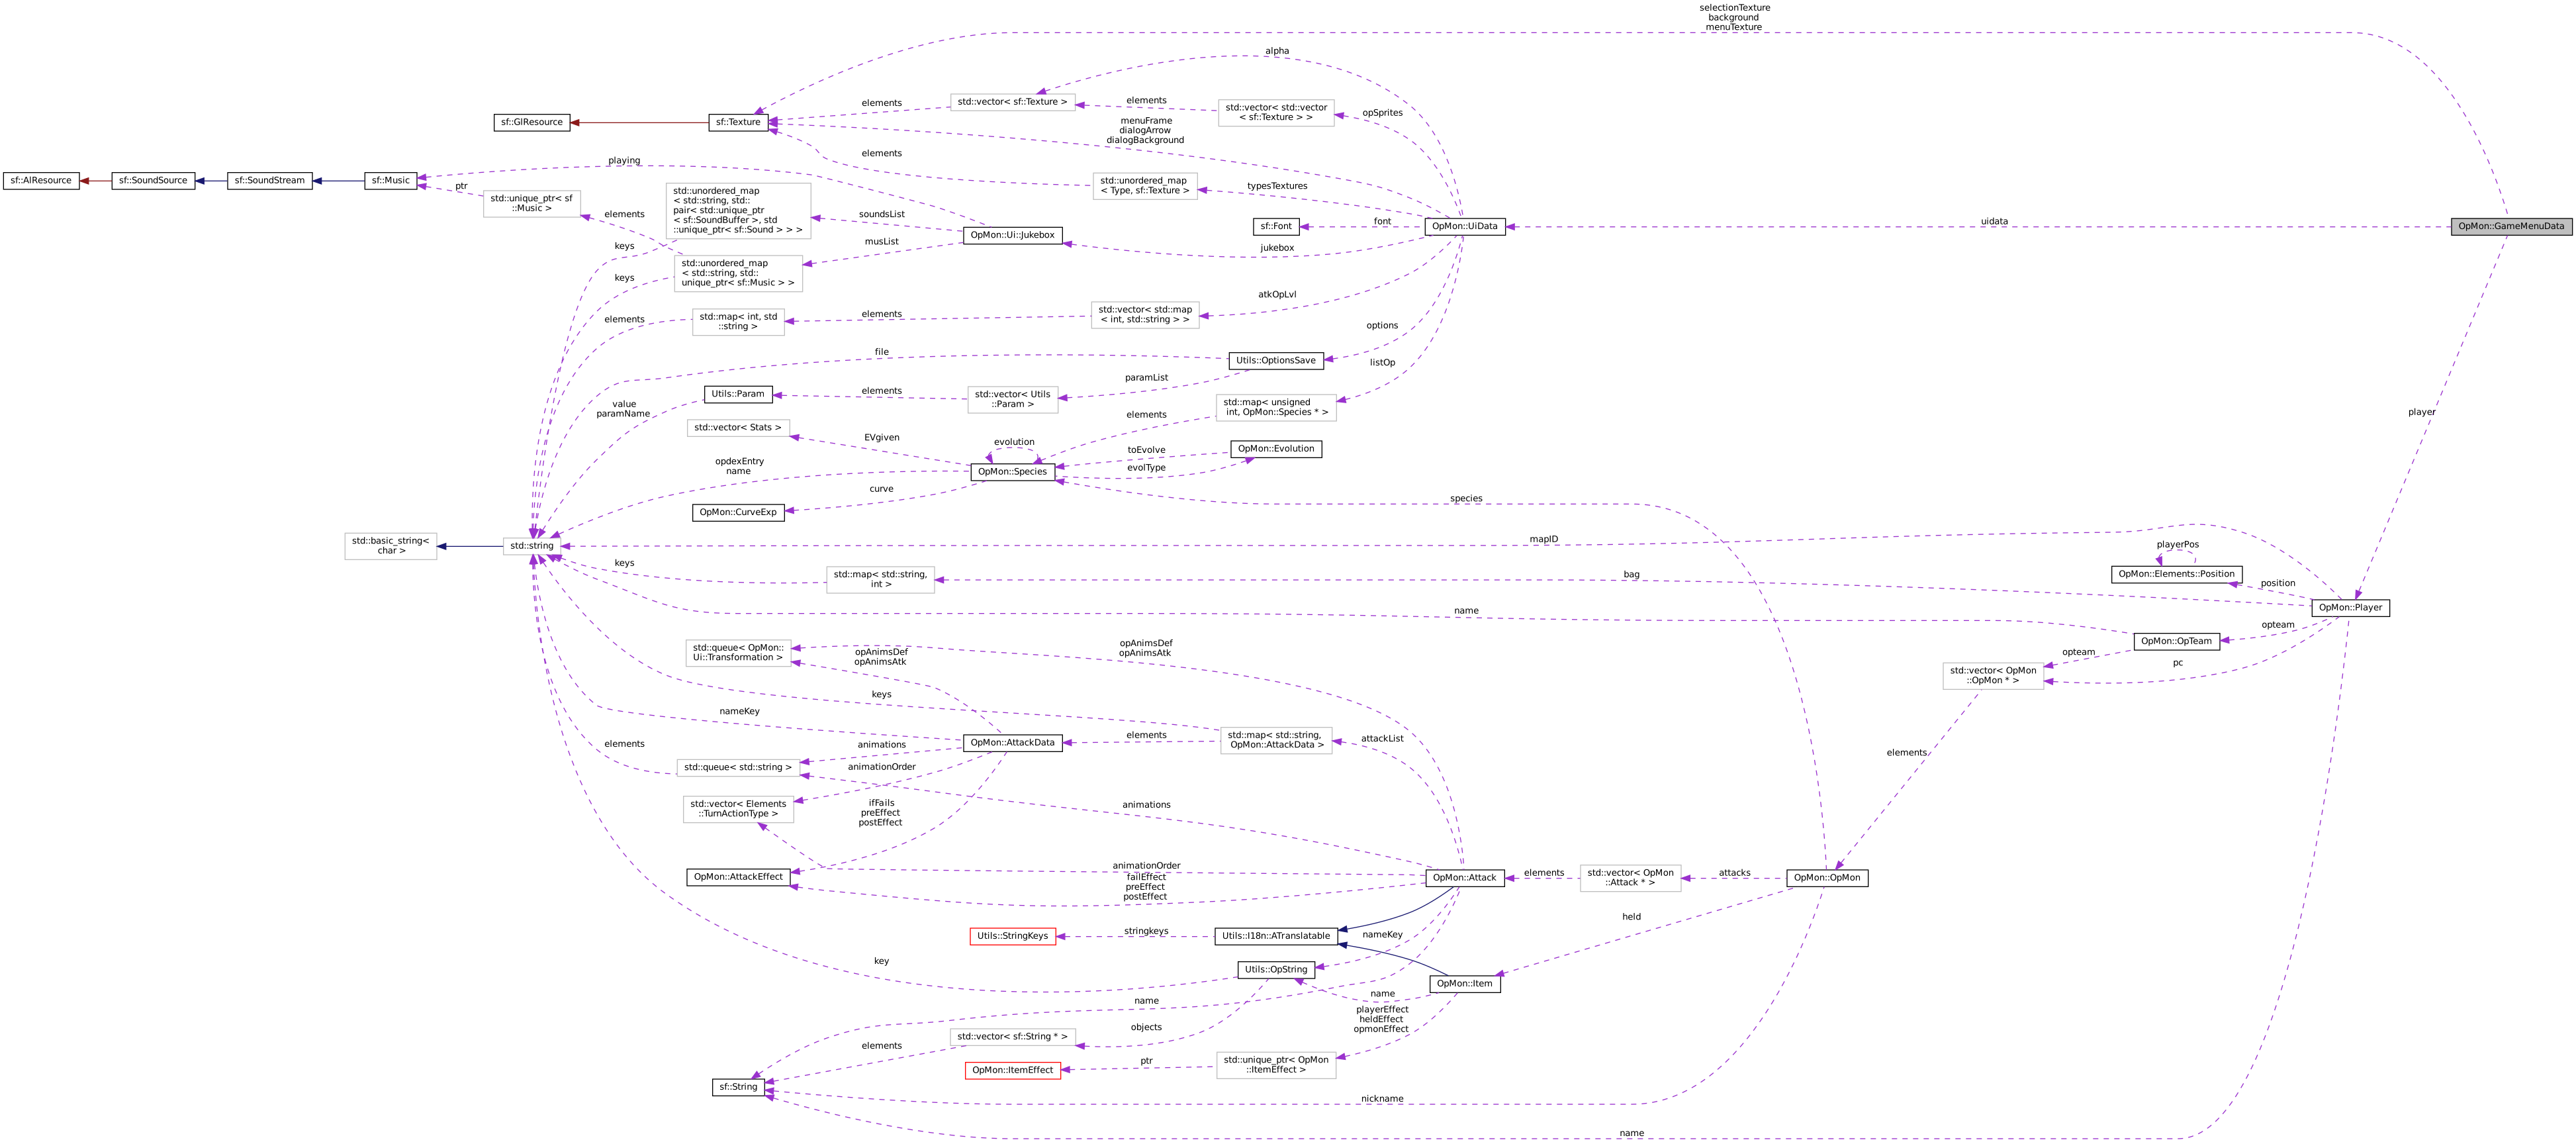 selectionTexture
background
menuTexture
alpha
elements
std::vector< sf::Texture >
elements
std::vector< std::vector
< sf::Texture > >
opSprites
sf::GlResource
sf::Texture
menuFrame
dialogArrow
dialogBackground
elements
playing
sf::AlResource
sf::SoundSource
sf::SoundStream
sf::Music
ptr
std::unique_ptr< sf
::Music >
std::unordered_map
< std::string, std::
pair< std::unique_ptr
< sf::SoundBuffer >, std
::unique_ptr< sf::Sound > > >
std::unordered_map
< Type, sf::Texture >
typesTextures
elements
soundsList
sf::Font
font
OpMon::UiData
uidata
OpMon::GameMenuData
OpMon::Ui::Jukebox
keys
musList
jukebox
std::unordered_map
< std::string, std::
unique_ptr< sf::Music > >
keys
atkOpLvl
elements
std::map< int, std
::string >
elements
std::vector< std::map
< int, std::string > >
options
file
Utils::OptionsSave
listOp
paramList
Utils::Param
elements
std::vector< Utils
::Param >
value
paramName
std::map< unsigned
int, OpMon::Species * >
elements
player
std::vector< Stats >
EVgiven
evolution
toEvolve
OpMon::Evolution
opdexEntry
name
OpMon::Species
evolType
curve
species
OpMon::CurveExp
std::basic_string<
char >
std::string
mapID
playerPos
keys
std::map< std::string,
int >
bag
OpMon::Elements::Position
position
name
OpMon::Player
opteam
OpMon::OpTeam
std::queue< OpMon::
Ui::Transformation >
opAnimsDef
opAnimsAtk
opAnimsDef
opAnimsAtk
opteam
pc
std::vector< OpMon
::OpMon * >
keys
nameKey
OpMon::AttackData
elements
std::map< std::string,
OpMon::AttackData >
attackList
elements
animations
elements
std::queue< std::string >
animationOrder
std::vector< Elements
::TurnActionType >
ifFails
preEffect
postEffect
animations
animationOrder
OpMon::AttackEffect
failEffect
preEffect
postEffect
OpMon::Attack
elements
std::vector< OpMon
::Attack * >
attacks
OpMon::OpMon
held
Utils::StringKeys
stringkeys
Utils::I18n::ATranslatable
nameKey
key
Utils::OpString
OpMon::Item
name
name
playerEffect
heldEffect
opmonEffect
objects
std::vector< sf::String * >
elements
OpMon::ItemEffect
ptr
std::unique_ptr< OpMon
::ItemEffect >
sf::String
nickname
name